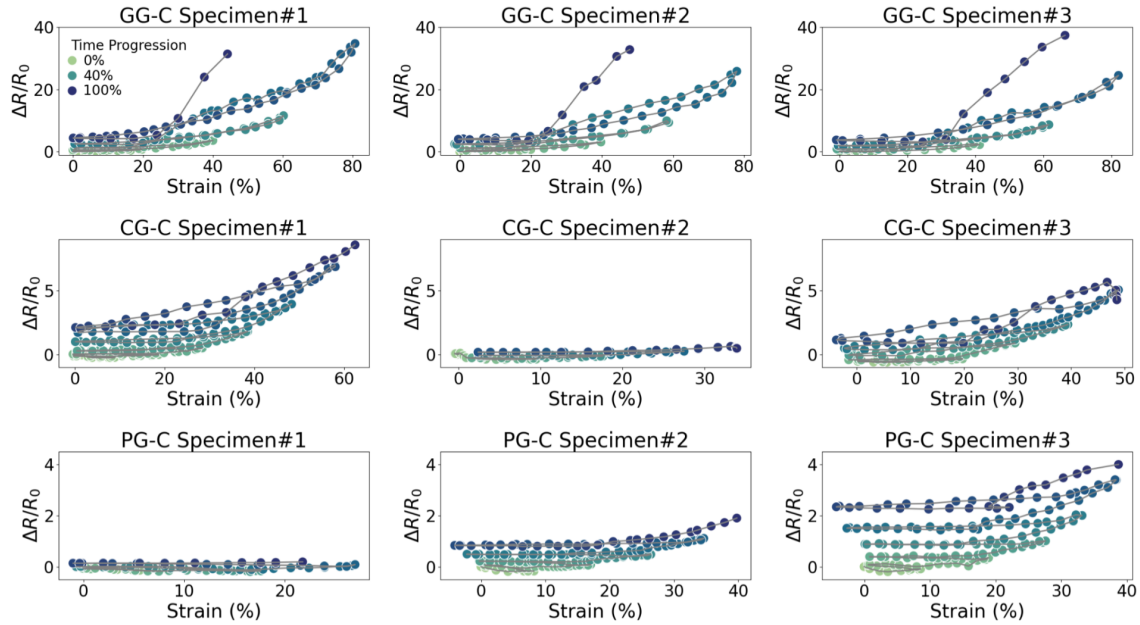 GG-C Specimen#1
GG-C Specimen#2
GG-C Specimen#3
40
20
0
ΔR/R₀
Time Progression
0%
40%
100%
0 20 40 60 80
Strain (%)
40
20
0
ΔR/R₀
0 20 40 60 80
Strain (%)
40
20
0
ΔR/R₀
0 20 40 60 80
Strain (%)
CG-C Specimen#1
CG-C Specimen#2
CG-C Specimen#3
5
0
ΔR/R₀
0 20 40 60
Strain (%)
5
0
ΔR/R₀
0 10 20 30
Strain (%)
5
0
ΔR/R₀
0 10 20 30 40 50
Strain (%)
PG-C Specimen#1
PG-C Specimen#2
PG-C Specimen#3
4
2
0
ΔR/R₀
0 10 20
Strain (%)
4
2
0
ΔR/R₀
0 10 20 30 40
Strain (%)
4
2
0
ΔR/R₀
0 10 20 30 40
Strain (%)